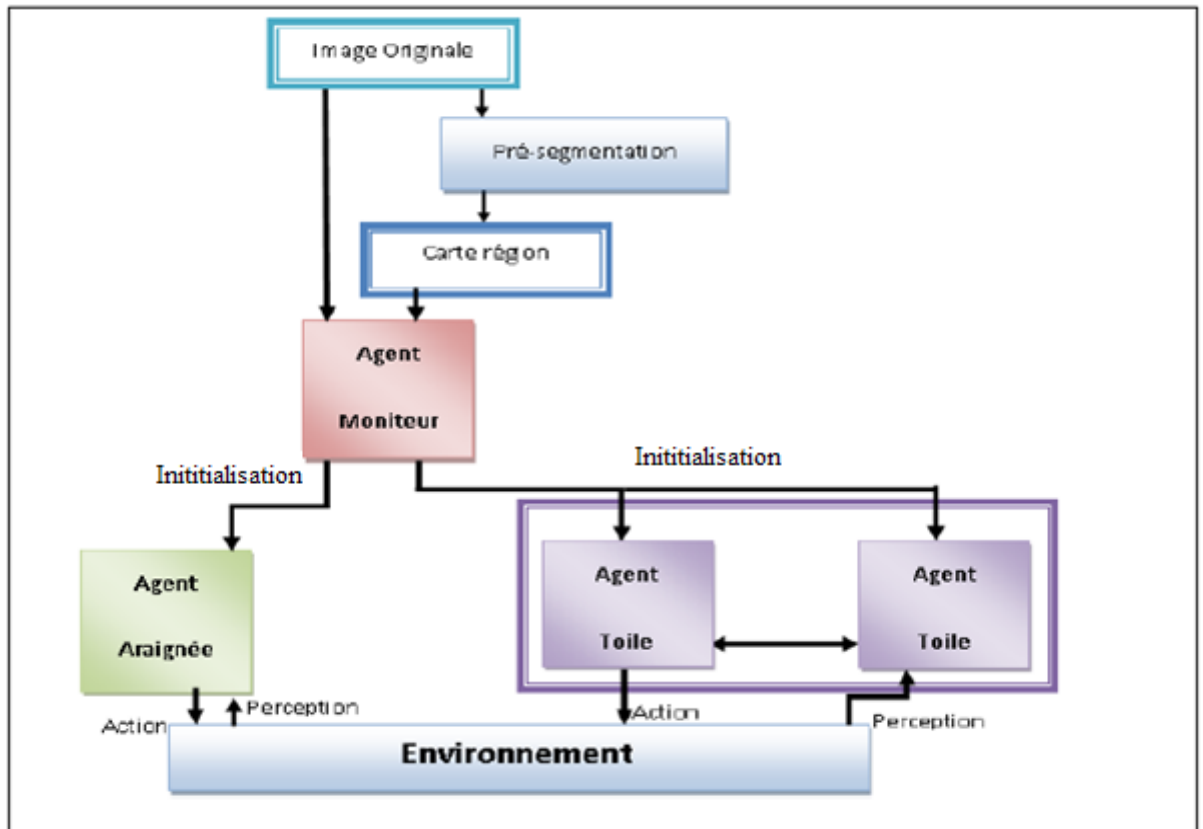 Image Originale
Pré-segmentation
Carte région
Agent
Moniteur
Inititialisation
Inititialisation
Agent
Araignée
Agent
Toile
Agent
Toile
Action
Perception
Action
Perception
Environnement